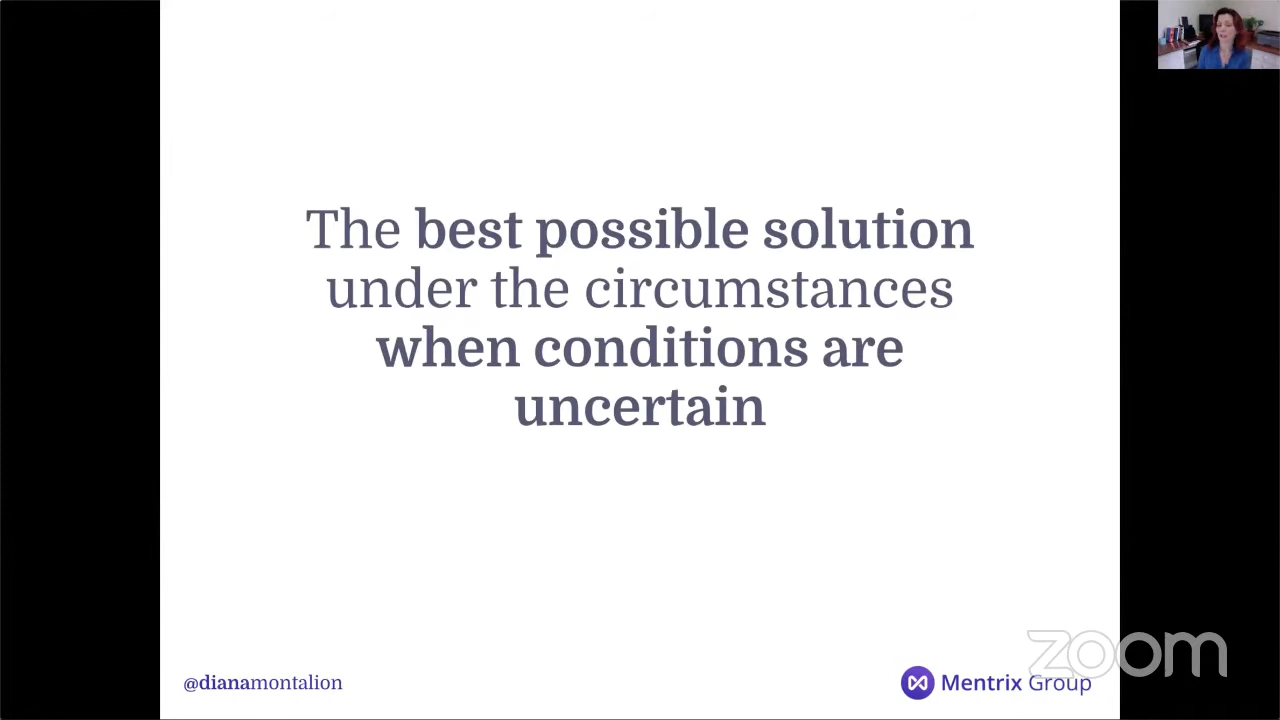 The best possible solution
under the circumstances
when conditions are
uncertain
@dianamontalion
Mentrix Group
zoom